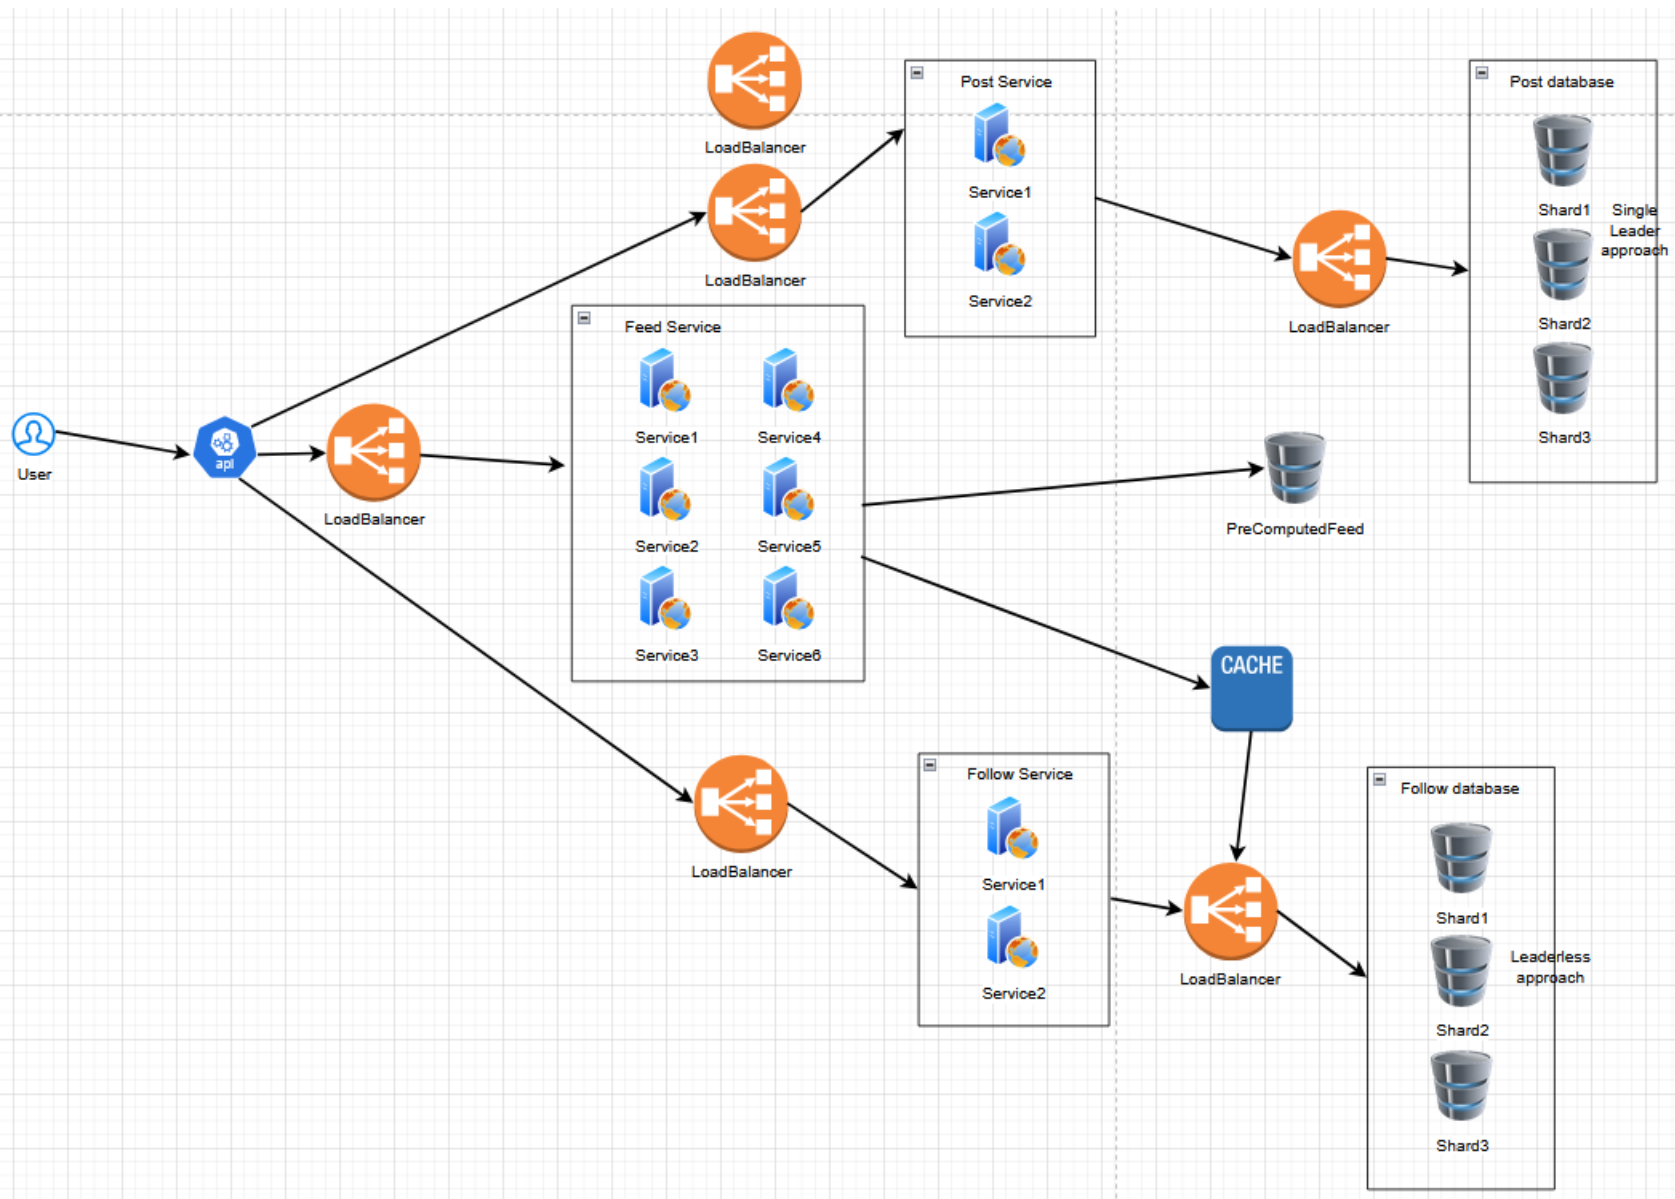 LoadBalancer
LoadBalancer
Post Service
Service1
Service2
Post database
Shard1
Single
Leader
approach
Shard2
Shard3
LoadBalancer
User
api
LoadBalancer
Feed Service
Service1
Service4
Service2
Service5
Service3
Service6
PreComputedFeed
CACHE
LoadBalancer
Follow Service
Service1
Service2
LoadBalancer
Follow database
Shard1
Leaderless
approach
Shard2
Shard3